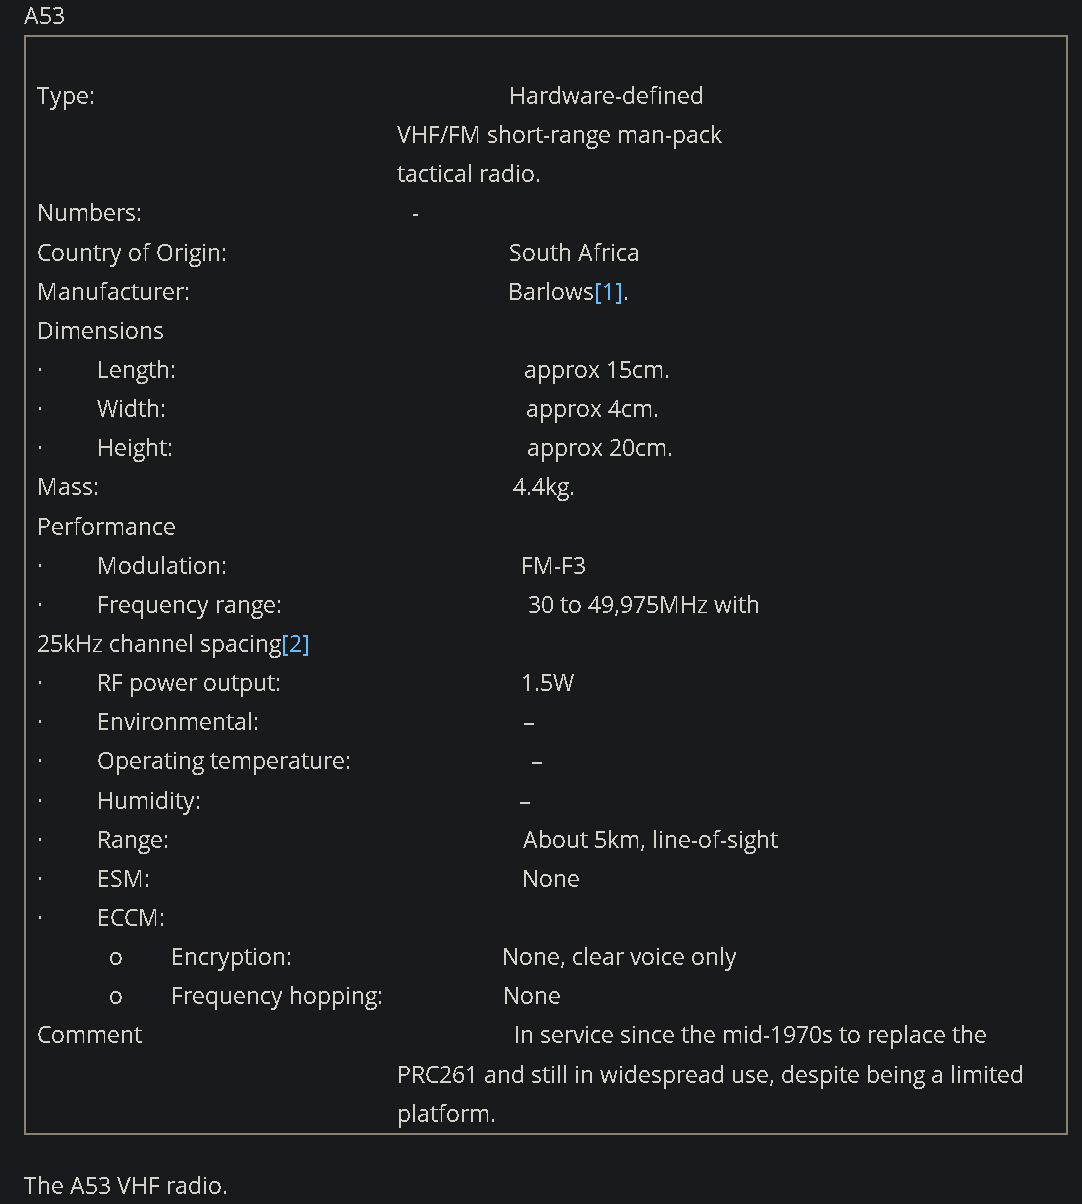 A53
Type: Hardware-defined
VHF/FM short-range man-pack
tactical radio.
Numbers: -
Country of Origin: South Africa
Manufacturer: Barlows[1].
Dimensions
· Length: approx 15cm.
· Width: approx 4cm.
· Height: approx 20cm.
Mass: 4.4kg.
Performance
· Modulation: FM-F3
· Frequency range: 30 to 49,975MHz with
25kHz channel spacing[2]
· RF power output: 1.5W
· Environmental: –
· Operating temperature: –
· Humidity: –
· Range: About 5km, line-of-sight
· ESM: None
· ECCM:
o Encryption: None, clear voice only
o Frequency hopping: None
Comment In service since the mid-1970s to replace the
PRC261 and still in widespread use, despite being a limited
platform.
The A53 VHF radio.